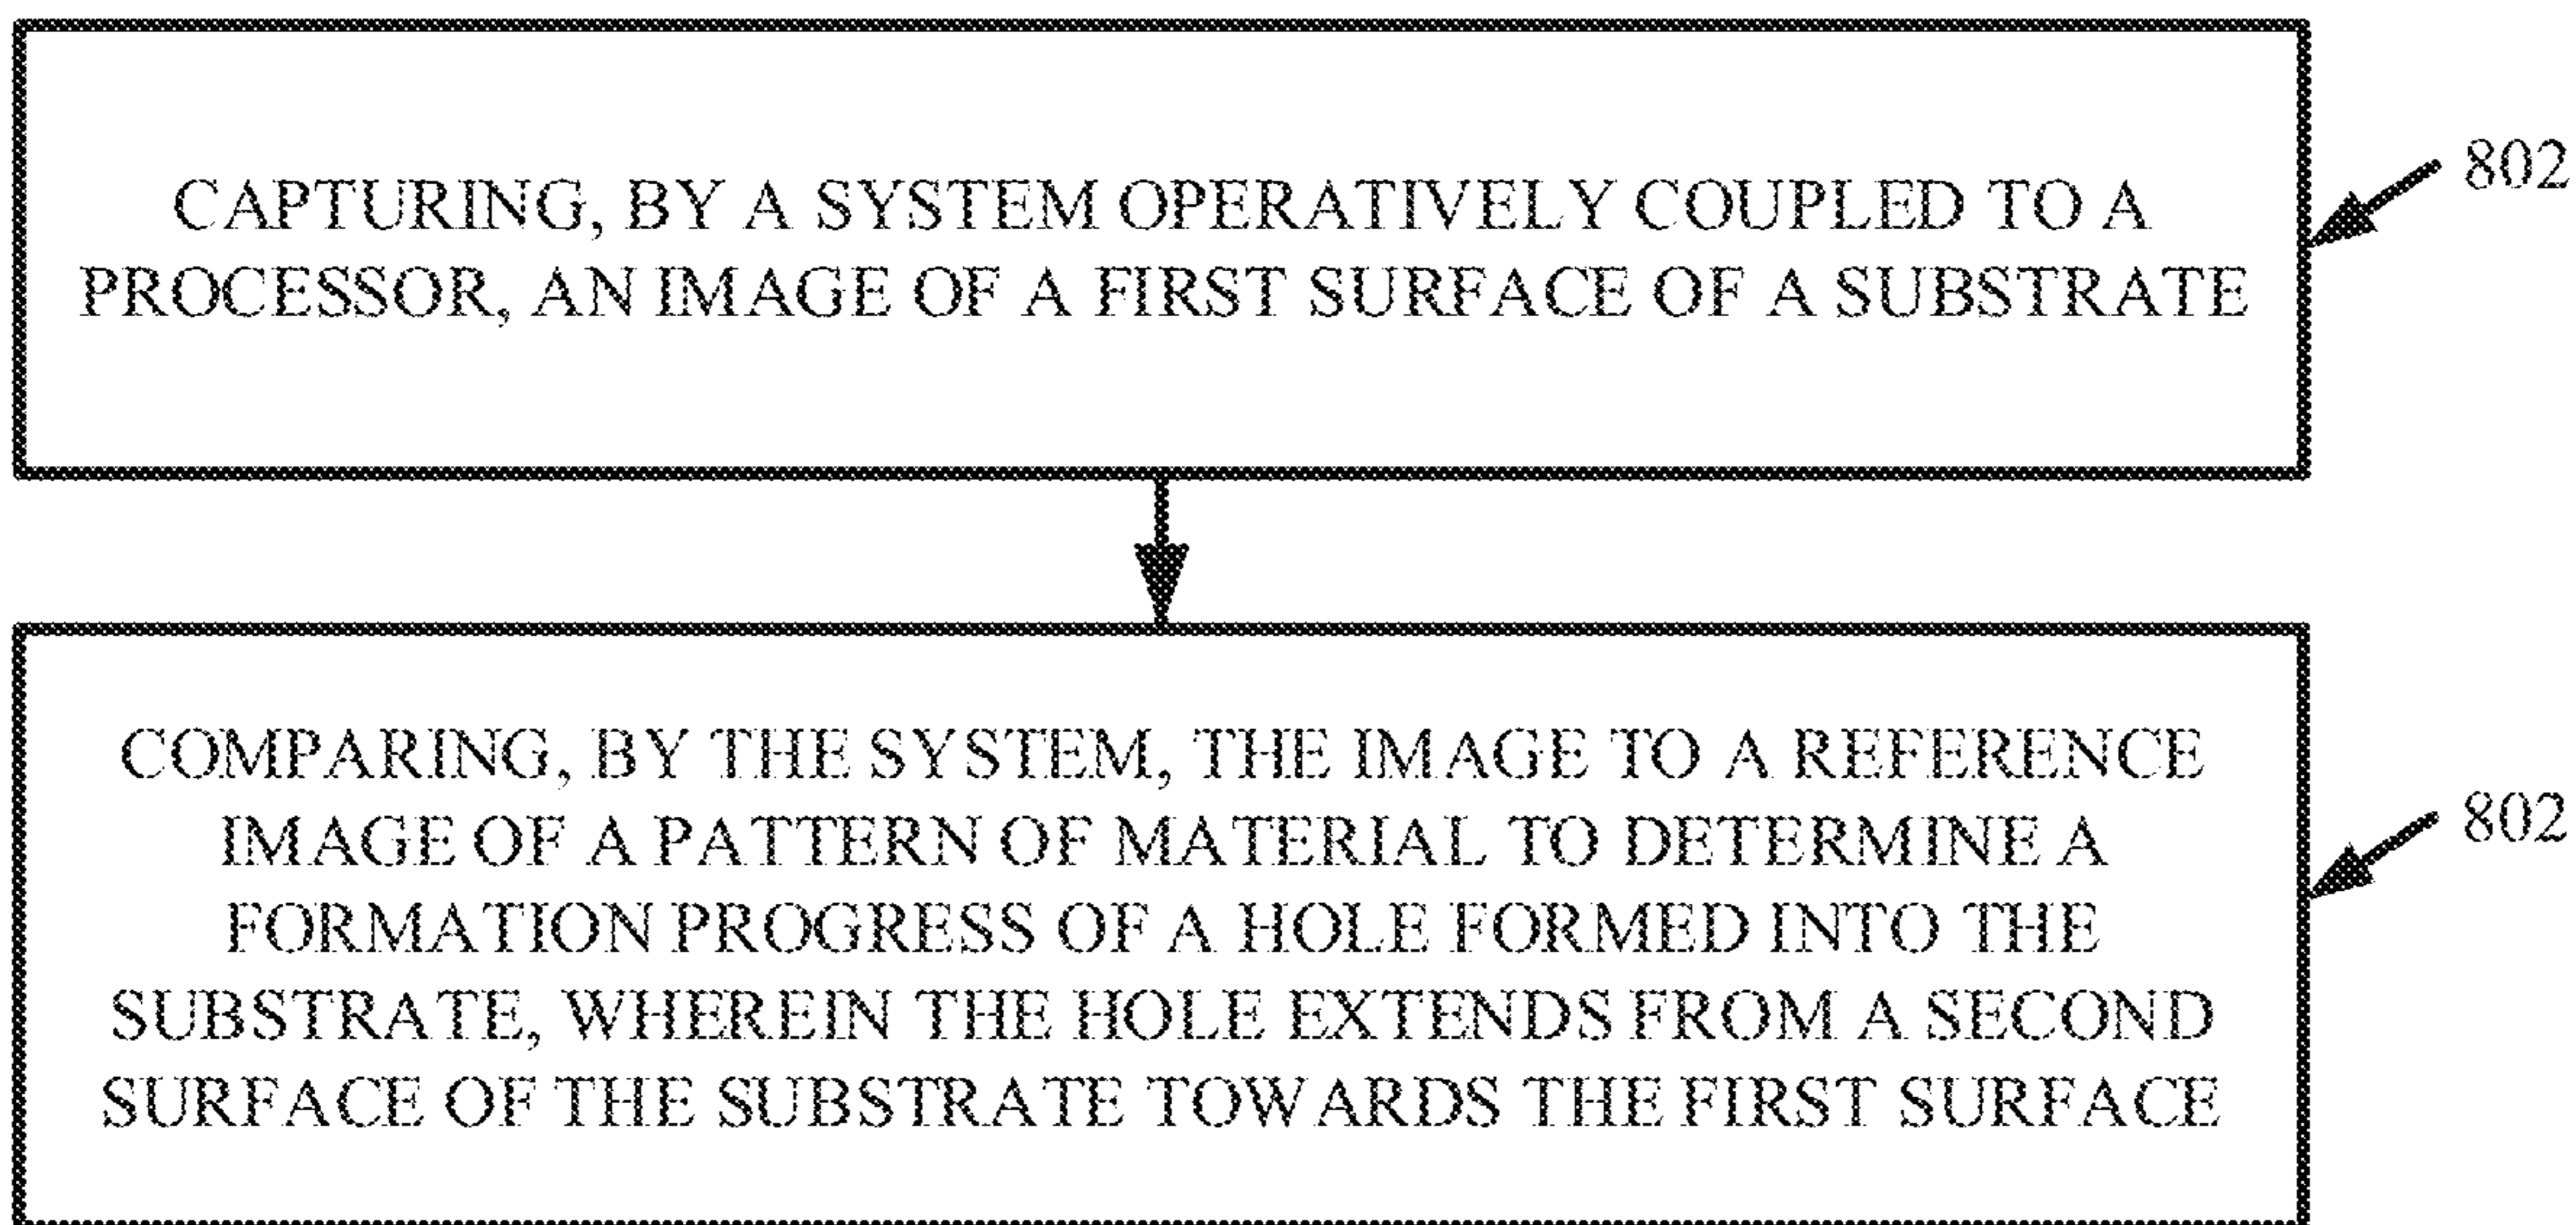 CAPTURING, BY A SYSTEM OPERATIVELY COUPLED TO A
PROCESSOR, AN IMAGE OF A FIRST SURFACE OF A SUBSTRATE
802
COMPARING, BY THE SYSTEM, THE IMAGE TO A REFERENCE
IMAGE OF A PATTERN OF MATERIAL TO DETERMINE A
FORMATION PROGRESS OF A HOLE FORMED INTO THE
SUBSTRATE, WHEREIN THE HOLE EXTENDS FROM A SECOND
SURFACE OF THE SUBSTRATE TOWARDS THE FIRST SURFACE
802